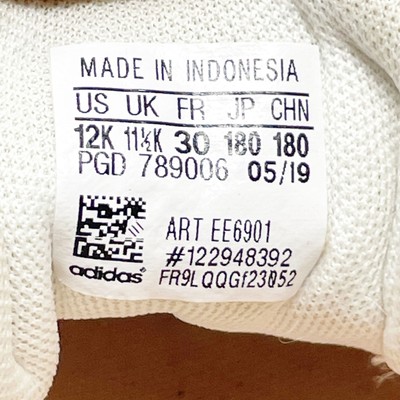 MADE IN INDONESIA
US UK FR JP CHN
12K 11½K 30 180 180
PGD 789006 05/19
ART EE6901
#122948392
adidas FR9LQQGf23052